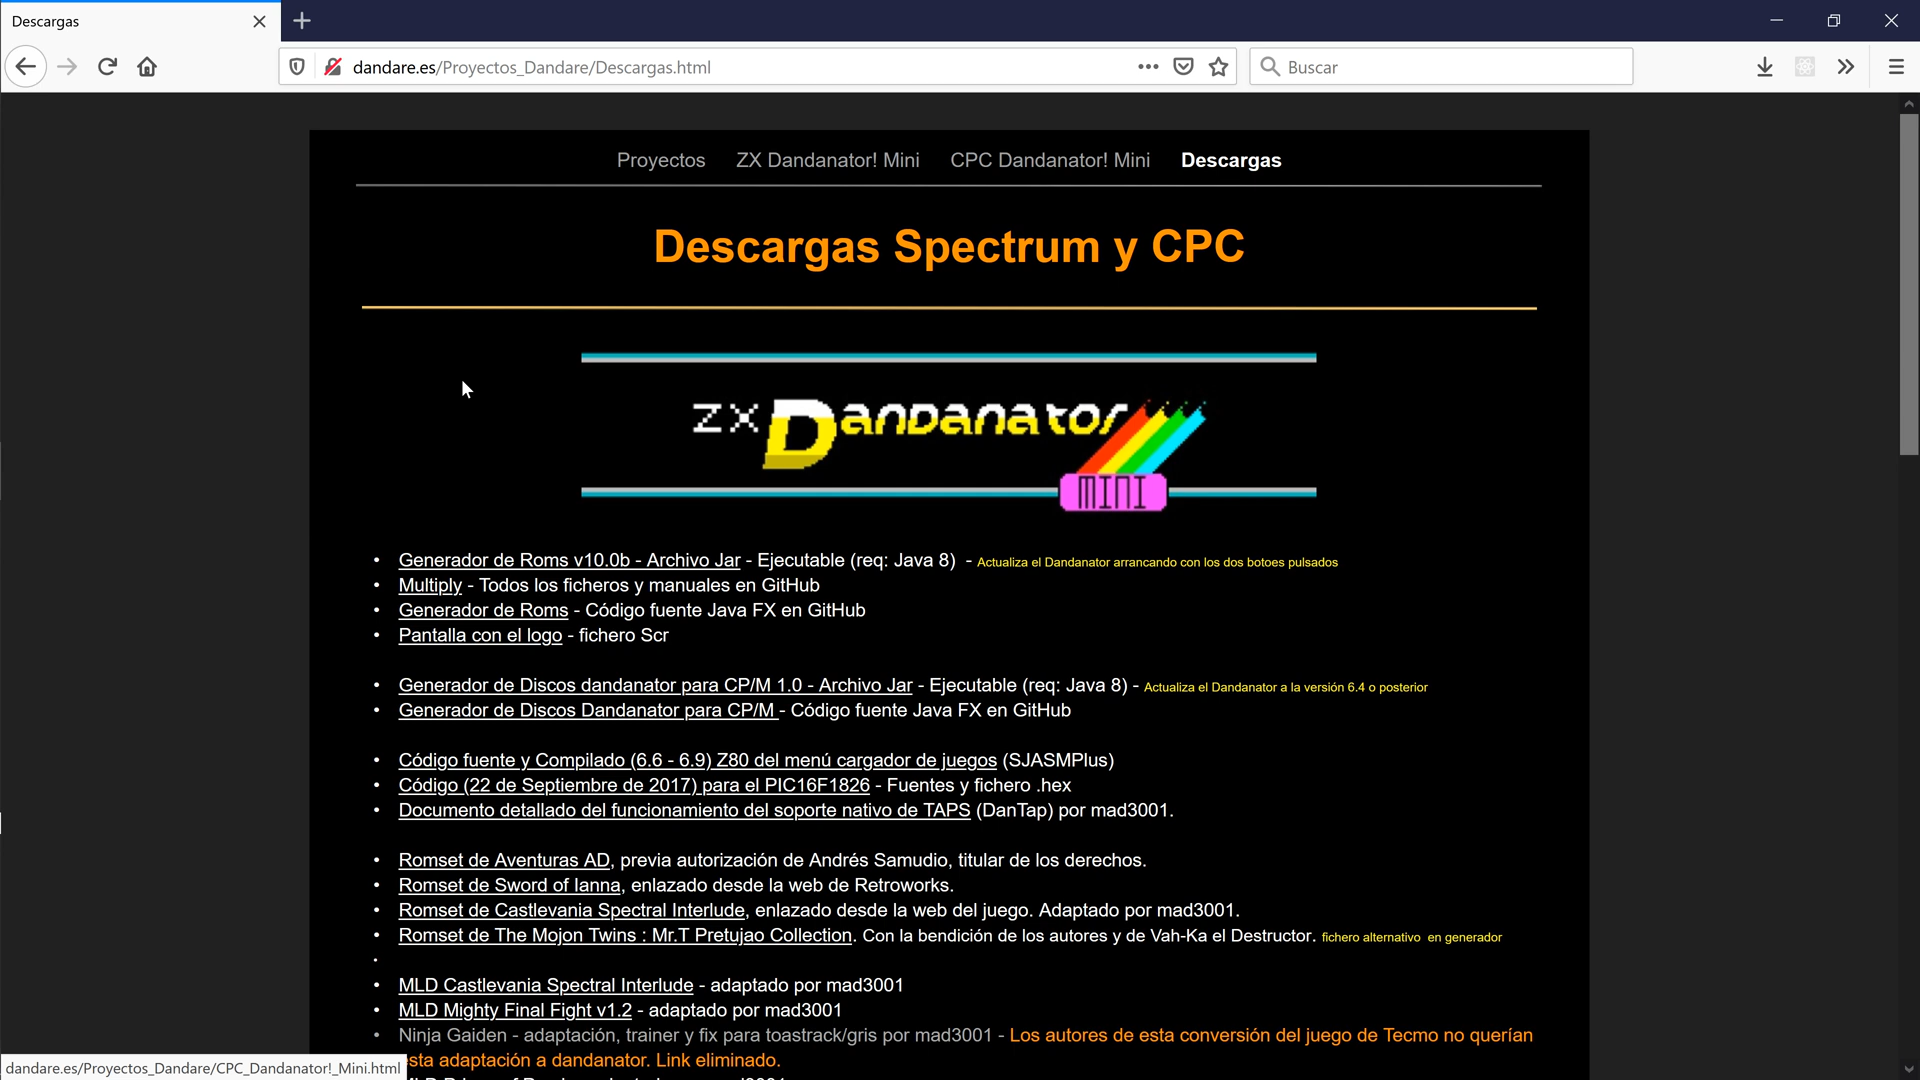 Descargas
dandare.es/Proyectos_Dandare/Descargas.html
Buscar
Proyectos ZX Dandanator! Mini CPC Dandanator! Mini Descargas
Descargas Spectrum y CPC
ZX Dandanator
MINI
• Generador de Roms v10.0b - Archivo Jar - Ejecutable (req: Java 8) - Actualiza el Dandanator arrancando con los dos botoes pulsados
• Multiply - Todos los ficheros y manuales en GitHub
• Generador de Roms - Código fuente Java FX en GitHub
• Pantalla con el logo - fichero Scr
• Generador de Discos dandanator para CP/M 1.0 - Archivo Jar - Ejecutable (req: Java 8) - Actualiza el Dandanator a la versión 6.4 o posterior
• Generador de Discos Dandanator para CP/M - Código fuente Java FX en GitHub
• Código fuente y Compilado (6.6 - 6.9) Z80 del menú cargador de juegos (SJASMPlus)
• Código (22 de Septiembre de 2017) para el PIC16F1826 - Fuentes y fichero .hex
• Documento detallado del funcionamiento del soporte nativo de TAPS (DanTap) por mad3001.
• Romset de Aventuras AD, previa autorización de Andrés Samudio, titular de los derechos.
• Romset de Sword of Ianna, enlazado desde la web de Retroworks.
• Romset de Castlevania Spectral Interlude, enlazado desde la web del juego. Adaptado por mad3001.
• Romset de The Mojon Twins : Mr.T Pretujao Collection. Con la bendición de los autores y de Vah-Ka el Destructor. fichero alternativo en generador
•
• MLD Castlevania Spectral Interlude - adaptado por mad3001
• MLD Mighty Final Fight v1.2 - adaptado por mad3001
• Ninja Gaiden - adaptación, trainer y fix para toastrack/gris por mad3001 - Los autores de esta conversión del juego de Tecmo no querían
esta adaptación a dandanator. Link eliminado.
dandare.es/Proyectos_Dandare/CPC_Dandanator!_Mini.html